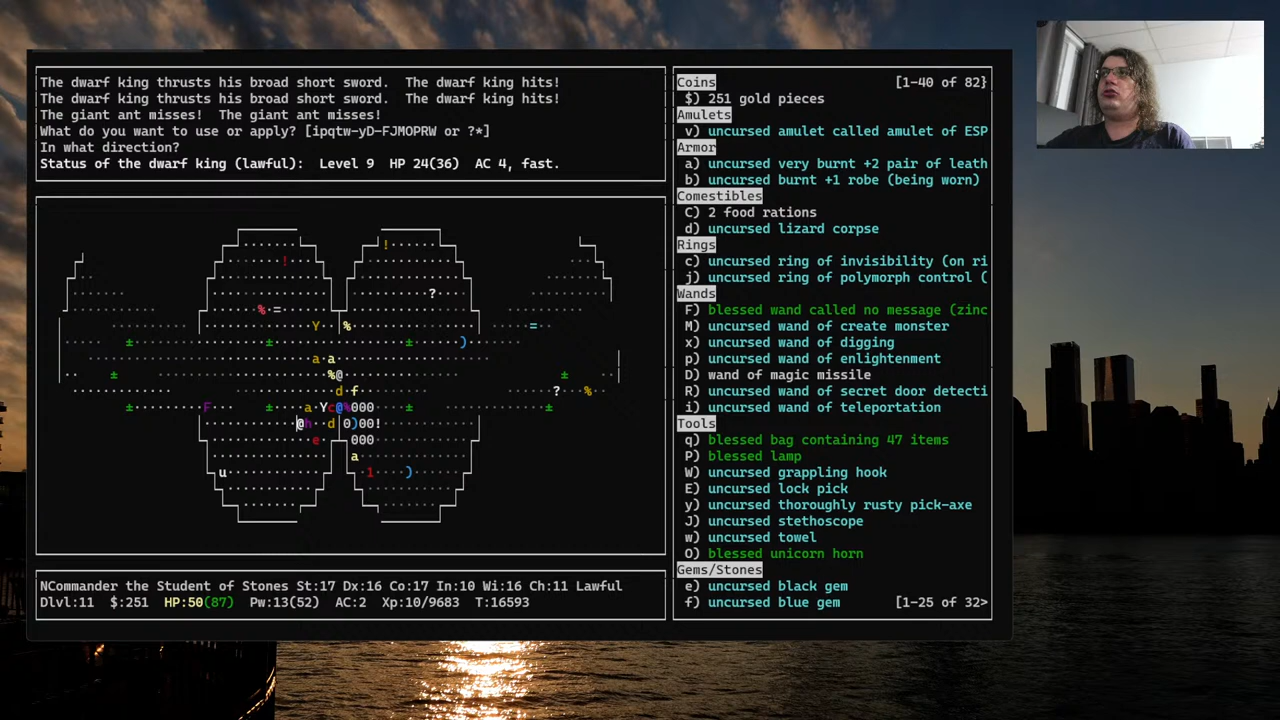 The dwarf king thrusts his broad short sword.  The dwarf king hits!
The dwarf king thrusts his broad short sword.  The dwarf king hits!
The giant ant misses!  The giant ant misses!
What do you want to use or apply? [ipqtw-yD-FJMOPRW or ?*]
In what direction?
Status of the dwarf king (lawful):  Level 9  HP 24(36)  AC 4, fast.
NCommander the Student of Stones St:17 Dx:16 Co:17 In:10 Wi:16 Ch:11 Lawful
Dlvl:11  $:251  HP:50(87)  Pw:13(52)  AC:2  Xp:10/9683  T:16593
Coins [1-40 of 82}
$) 251 gold pieces
Amulets
v) uncursed amulet called amulet of ESP
Armor
a) uncursed very burnt +2 pair of leath
b) uncursed burnt +1 robe (being worn)
Comestibles
C) 2 food rations
d) uncursed lizard corpse
Rings
c) uncursed ring of invisibility (on ri
j) uncursed ring of polymorph control (
Wands
F) blessed wand called no message (zinc
M) uncursed wand of create monster
x) uncursed wand of digging
p) uncursed wand of enlightenment
D) wand of magic missile
R) uncursed wand of secret door detecti
i) uncursed wand of teleportation
Tools
q) blessed bag containing 47 items
P) blessed lamp
W) uncursed grappling hook
E) uncursed lock pick
y) uncursed thoroughly rusty pick-axe
J) uncursed stethoscope
w) uncursed towel
O) blessed unicorn horn
Gems/Stones
e) uncursed black gem
f) uncursed blue gem [1-25 of 32>